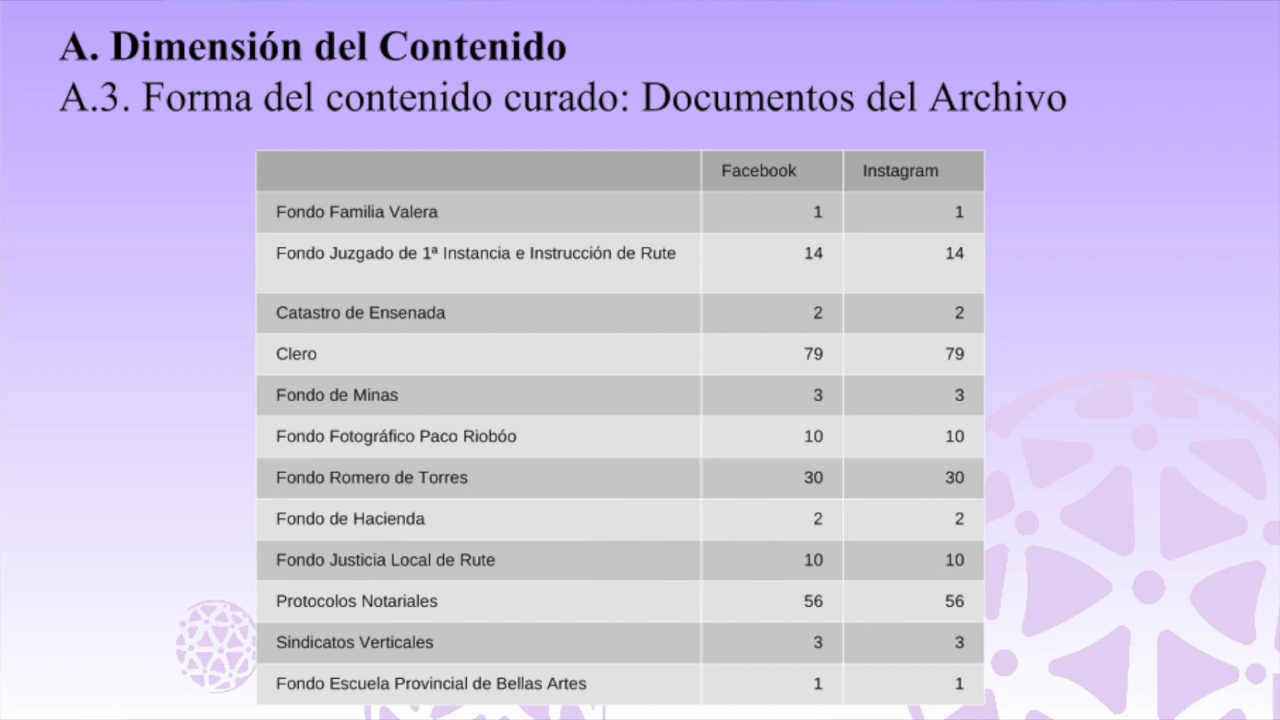 A. Dimensión del Contenido
A.3. Forma del contenido curado: Documentos del Archivo
Facebook Instagram
Fondo Familia Valera 1 1
Fondo Juzgado de 1ª Instancia e Instrucción de Rute 14 14
Catastro de Ensenada 2 2
Clero 79 79
Fondo de Minas 3 3
Fondo Fotográfico Paco Riobóo 10 10
Fondo Romero de Torres 30 30
Fondo de Hacienda 2 2
Fondo Justicia Local de Rute 10 10
Protocolos Notariales 56 56
Sindicatos Verticales 3 3
Fondo Escuela Provincial de Bellas Artes 1 1